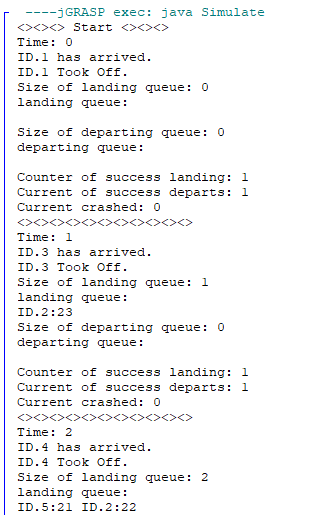 ----jGRASP exec: java Simulate
<><><> Start <><><>
Time: 0
ID.1 has arrived.
ID.1 Took Off.
Size of landing queue: 0
landing queue:
Size of departing queue: 0
departing queue:
Counter of success landing: 1
Current of success departs: 1
Current crashed: 0
<><><><><><><><><><><>
Time: 1
ID.3 has arrived.
ID.3 Took Off.
Size of landing queue: 1
landing queue:
ID.2:23
Size of departing queue: 0
departing queue:
Counter of success landing: 1
Current of success departs: 1
Current crashed: 0
<><><><><><><><><><><>
Time: 2
ID.4 has arrived.
ID.4 Took Off.
Size of landing queue: 2
landing queue:
ID.5:21 ID.2:22